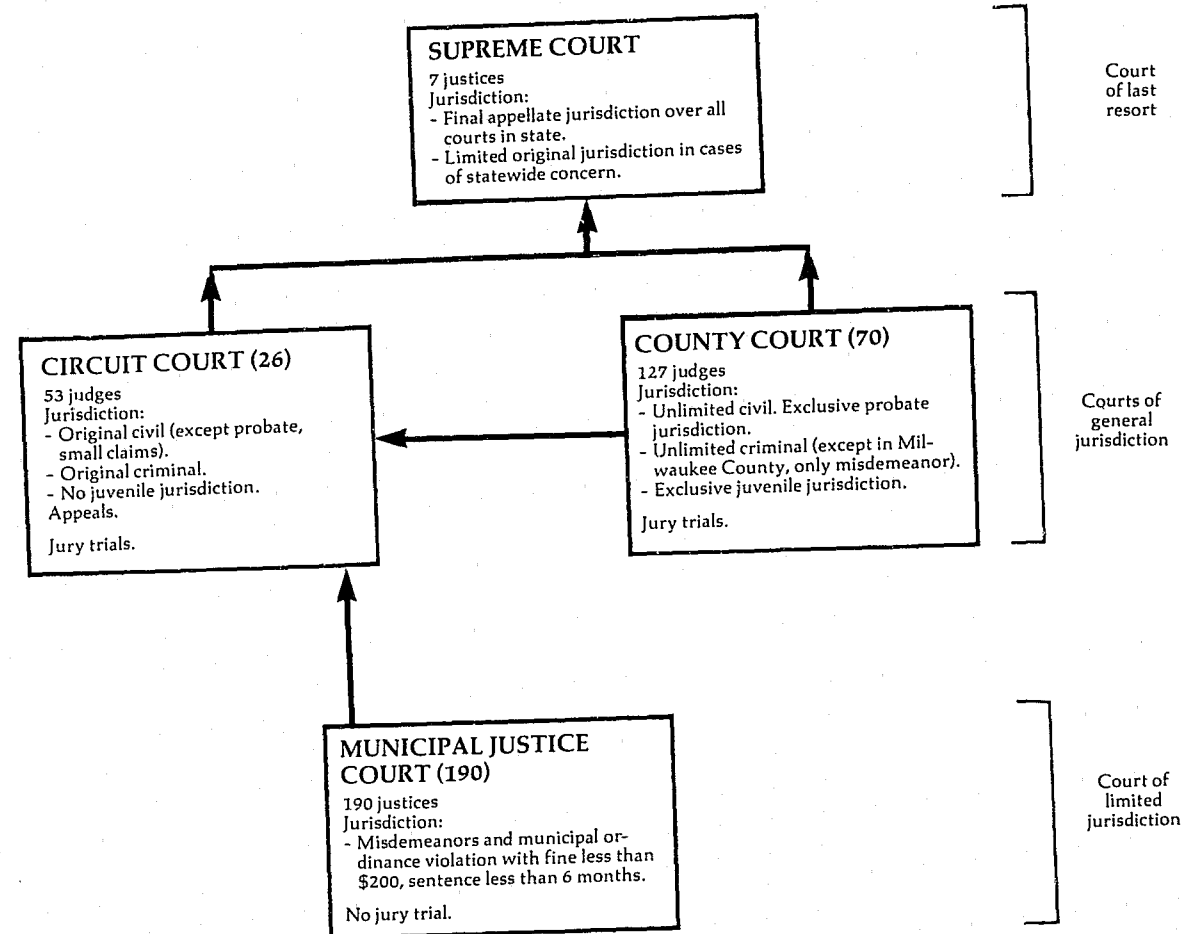 SUPREME COURT
7 justices
Jurisdiction:
- Final appellate jurisdiction over all
courts in state.
- Limited original jurisdiction in cases
of statewide concern.
Court
of last
resort
CIRCUIT COURT (26)
53 judges
Jurisdiction:
- Original civil (except probate,
small claims).
- Original criminal.
- No juvenile jurisdiction.
Appeals.
Jury trials.
COUNTY COURT (70)
127 judges
Jurisdiction:
- Unlimited civil. Exclusive probate
jurisdiction.
- Unlimited criminal (except in Mil-
waukee County, only misdemeanor).
- Exclusive juvenile jurisdiction.
Jury trials.
Courts of
general
jurisdiction
MUNICIPAL JUSTICE
COURT (190)
190 justices
Jurisdiction:
- Misdemeanors and municipal or-
dinance violation with fine less than
$200, sentence less than 6 months.
No jury trial.
Court of
limited
jurisdiction